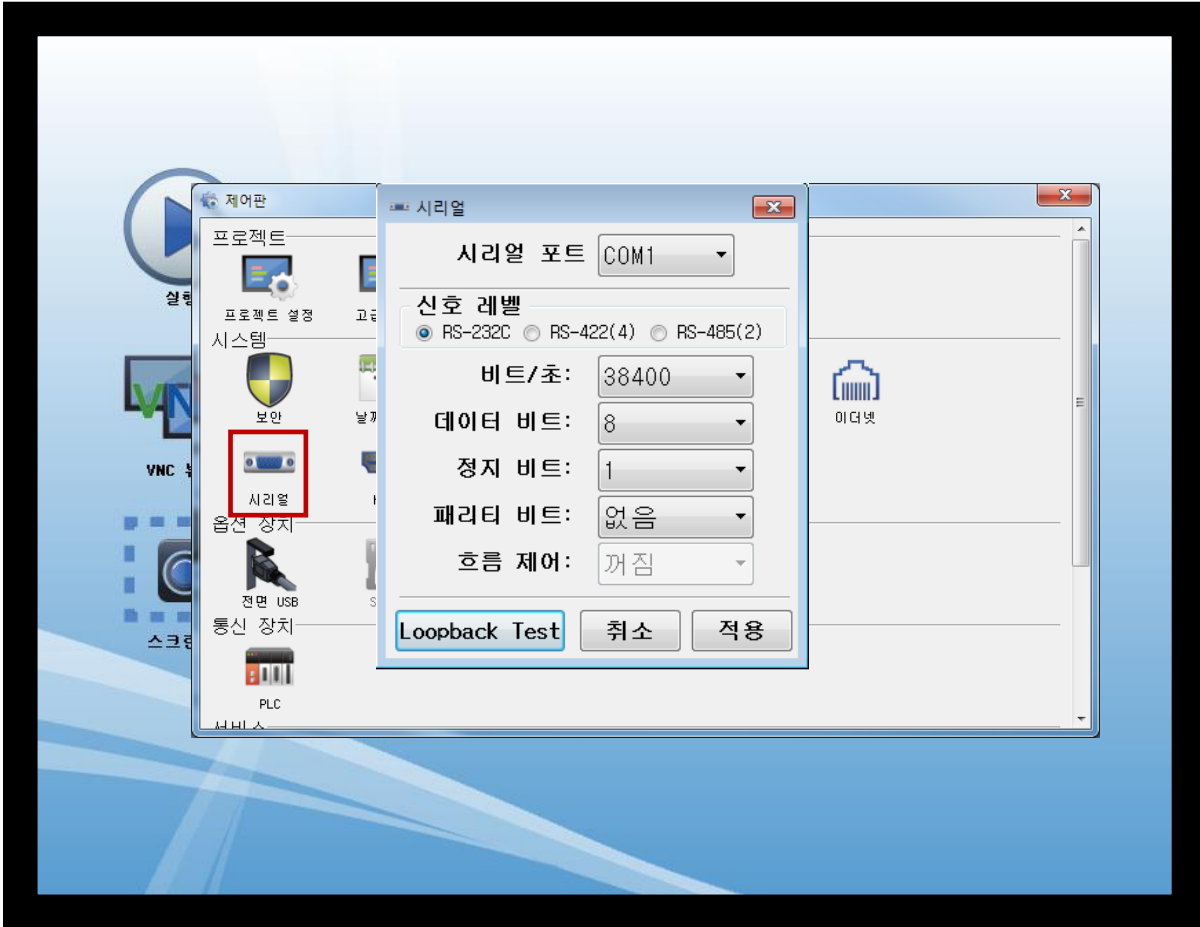 제어판
시리얼
프로젝트
프로젝트 설정
시스템
보안
이더넷
시리얼
옵션 장치
전면 USB
통신 장치
PLC
서비스
VNC
시리얼 포트 COM1
신호 레벨
RS-232C RS-422(4) RS-485(2)
비트/초: 38400
데이터 비트: 8
정지 비트: 1
패리티 비트: 없음
흐름 제어: 꺼짐
Loopback Test 취소 적용